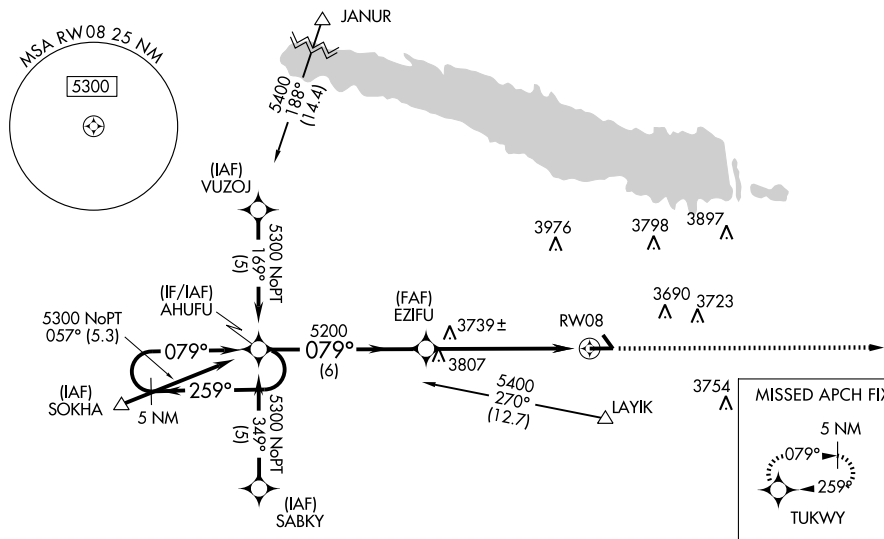 JANUR
MSA RW08 25 NM
5300
5400
188°
(14.4)
(IAF)
VUZOJ
5300 NoPT
169°
(5)
3976
3798
3897
3690
3723
(IF/IAF)
AHUFU
(FAF)
EZIFU
5300 NoPT
057° (5.3)
079°
5200
079°
(6)
3739±
3807
RW08
259°
(IAF)
SOKHA
5 NM
5300 NoPT
349°
(5)
5400
270°
(12.7)
LAYIK
3754
(IAF)
SABKY
MISSED APCH FIX
5 NM
079°
259°
TUKWY